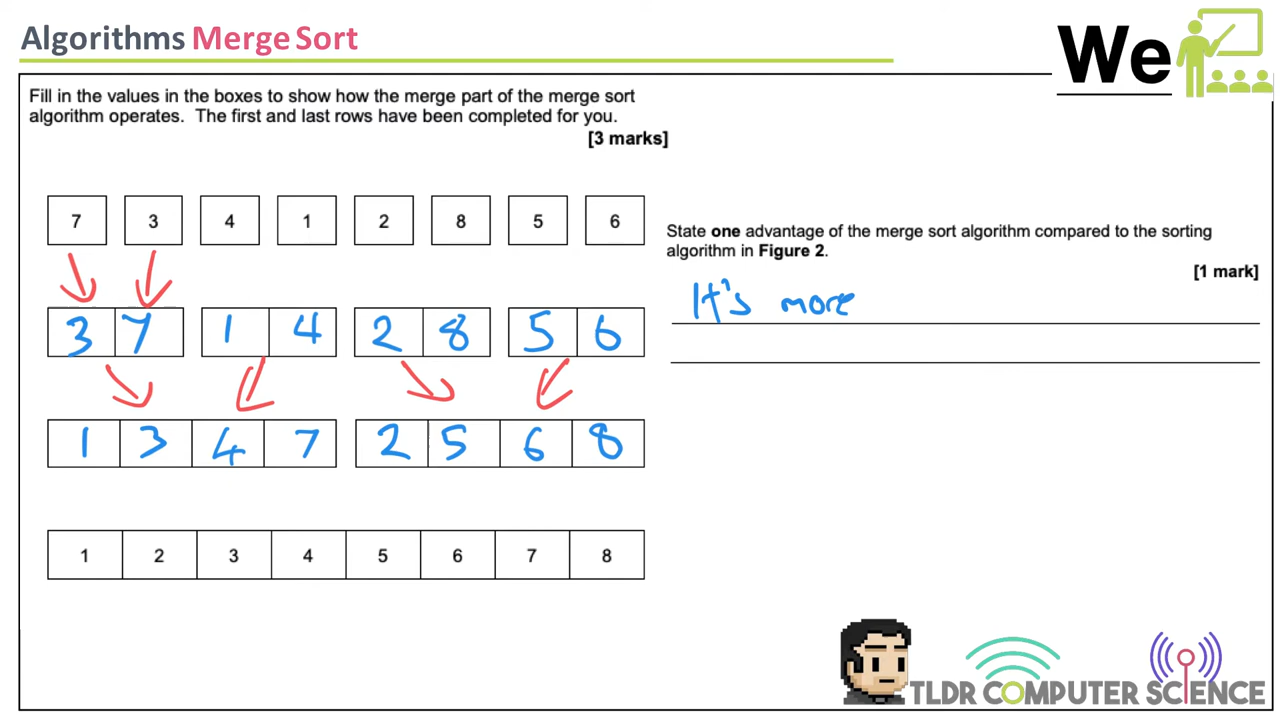 Algorithms Merge Sort
We
Fill in the values in the boxes to show how the merge part of the merge sort
algorithm operates. The first and last rows have been completed for you.
[3 marks]
7 3 4 1 2 8 5 6
3 7 1 4 2 8 5 6
1 3 4 7 2 5 6 8
1 2 3 4 5 6 7 8
State one advantage of the merge sort algorithm compared to the sorting
algorithm in Figure 2.
[1 mark]
It's more
TLDR COMPUTER SCIENCE